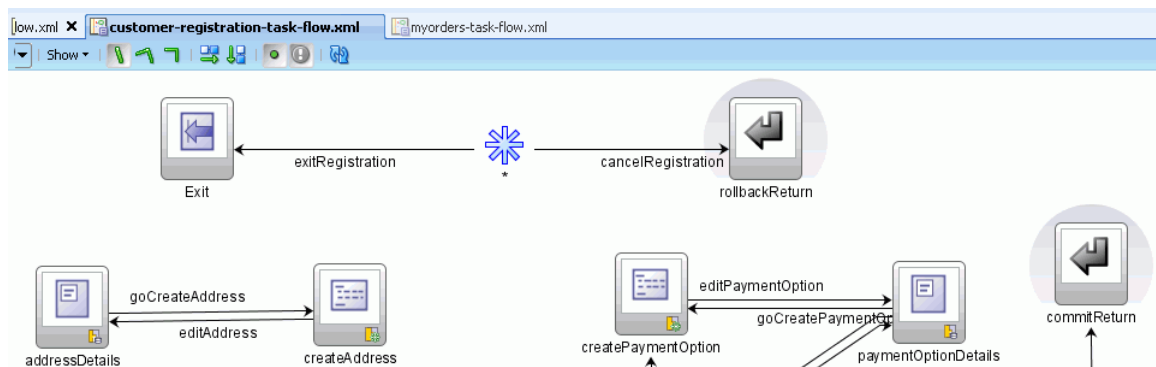 low.xml customer-registration-task-flow.xml myorders-task-flow.xml
Show
exitRegistration * cancelRegistration
Exit rollbackReturn
goCreateAddress editPaymentOption
editAddress goCreatePaymentOp commitReturn
addressDetails createAddress createPaymentOption paymentOptionDetails